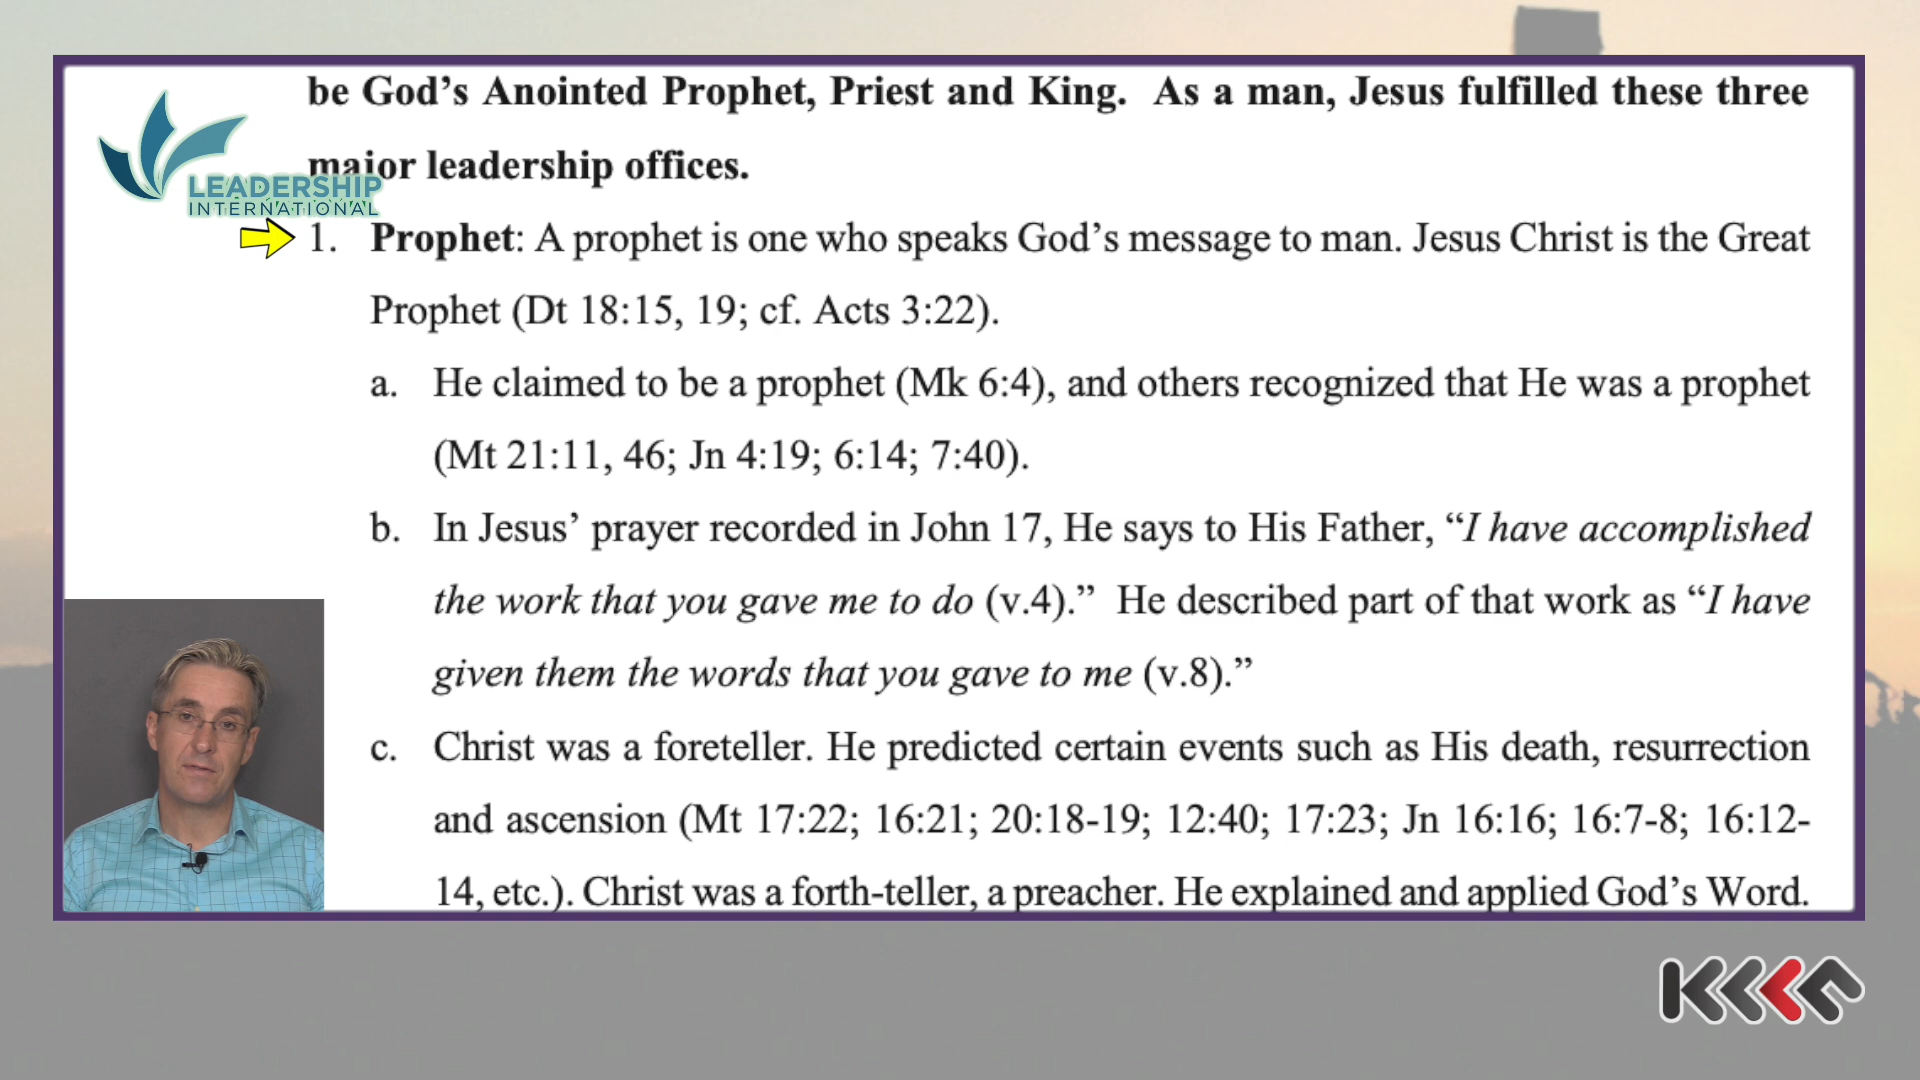 be God’s Anointed Prophet, Priest and King. As a man, Jesus fulfilled these three
major leadership offices.
LEADERSHIP
INTERNATIONAL
1. Prophet: A prophet is one who speaks God’s message to man. Jesus Christ is the Great
Prophet (Dt 18:15, 19; cf. Acts 3:22).
a. He claimed to be a prophet (Mk 6:4), and others recognized that He was a prophet
(Mt 21:11, 46; Jn 4:19; 6:14; 7:40).
b. In Jesus’ prayer recorded in John 17, He says to His Father, “I have accomplished
the work that you gave me to do (v.4).” He described part of that work as “I have
given them the words that you gave to me (v.8).”
c. Christ was a foreteller. He predicted certain events such as His death, resurrection
and ascension (Mt 17:22; 16:21; 20:18-19; 12:40; 17:23; Jn 16:16; 16:7-8; 16:12-
14, etc.). Christ was a forth-teller, a preacher. He explained and applied God’s Word.